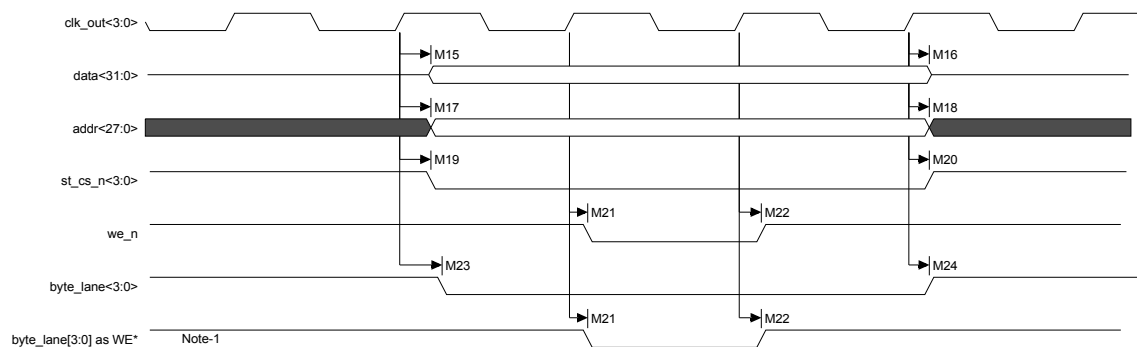 clk_out<3:0>
M15 M16
data<31:0>
M17 M18
addr<27:0>
M19 M20
st_cs_n<3:0>
M21 M22
we_n
M23 M24
byte_lane<3:0>
M21 M22
byte_lane[3:0] as WE* Note-1